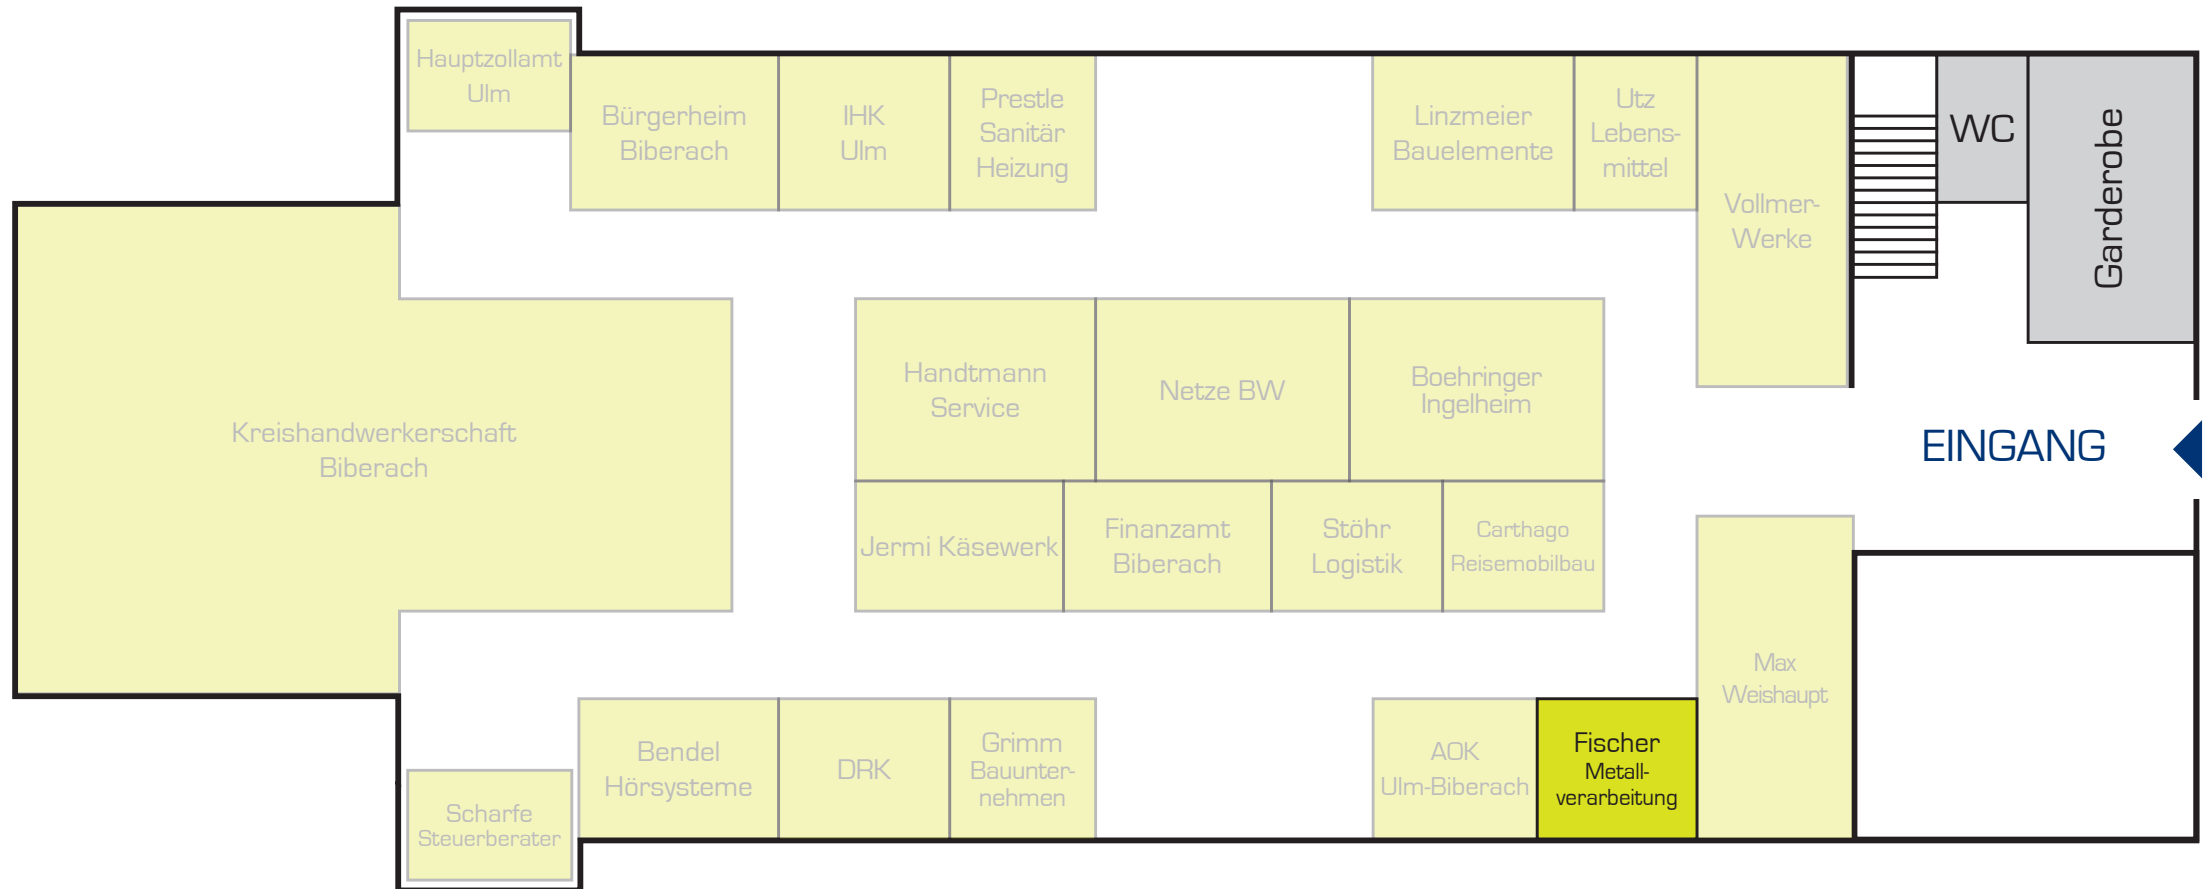 Hauptzollamt
Ulm
Bürgerheim
Biberach
IHK
Ulm
Prestle
Sanitär
Heizung
Linzmeier
Bauelemente
Utz
Lebens-
mittel
Vollmer-
Werke
WC
Garderobe
Kreishandwerkerschaft
Biberach
Handtmann
Service
Netze BW
Boehringer
Ingelheim
EINGANG
Jermi Käsewerk
Finanzamt
Biberach
Stöhr
Logistik
Carthago
Reisemobilbau
Max
Weishaupt
Scharfe
Steuerberater
Bendel
Hörsysteme
DRK
Grimm
Bauunter-
nehmen
AOK
Ulm-Biberach
Fischer
Metall-
verarbeitung